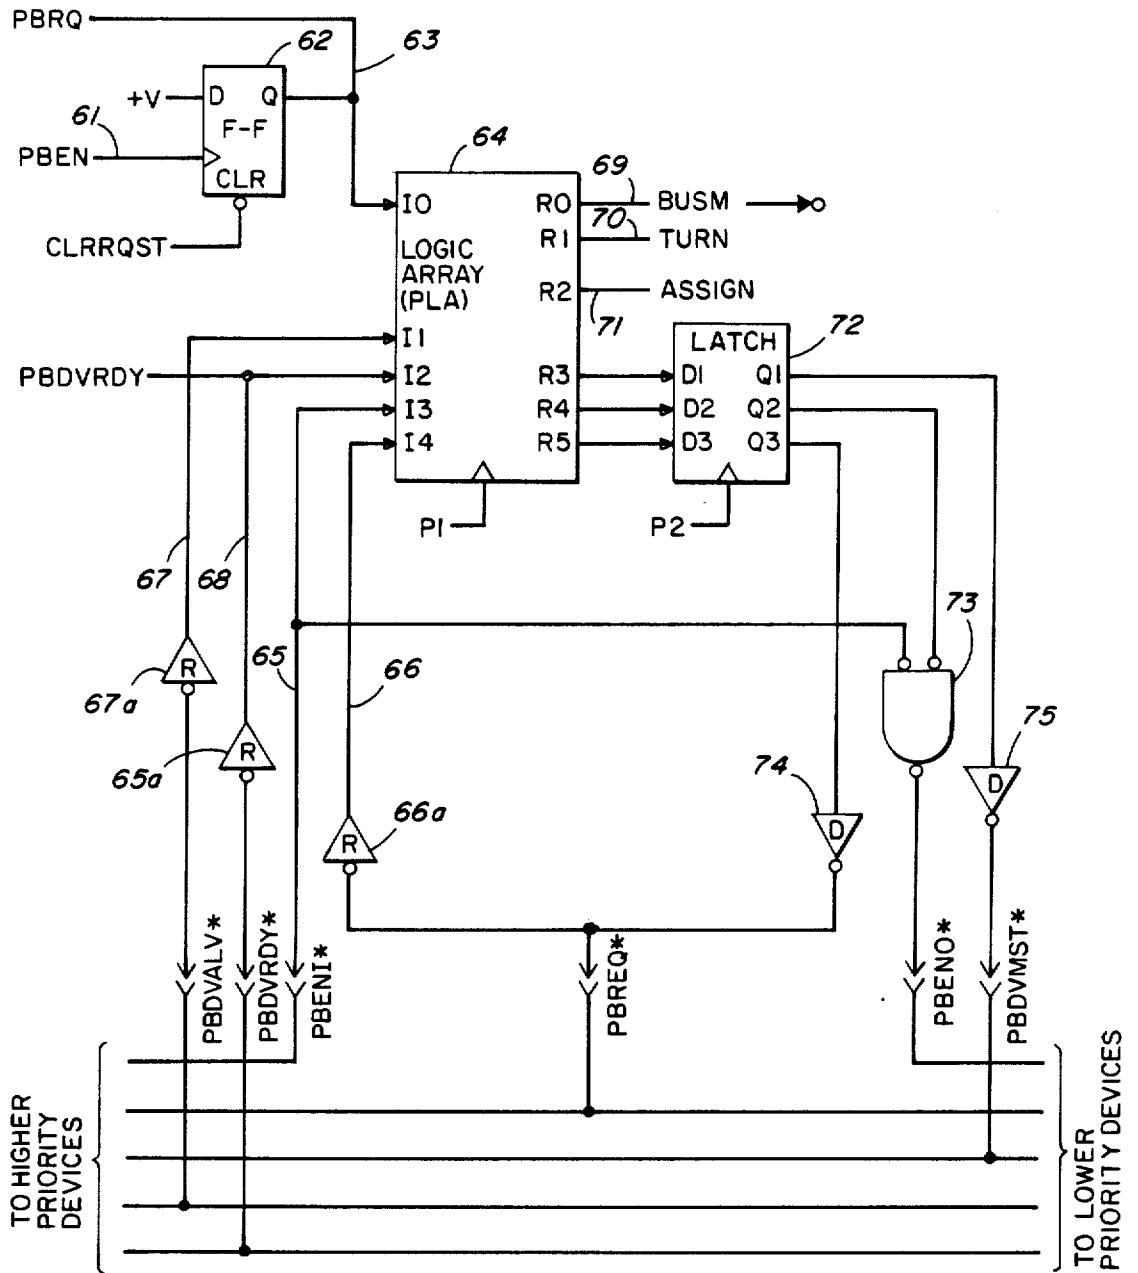 PBRQ
62
63
+V
D
Q
F-F
61
PBEN
CLR
CLRRQST
64
I0
R0
69
BUSM
70
R1
TURN
LOGIC
ARRAY
(PLA)
R2
71
ASSIGN
I1
LATCH
72
PBDVRDY
I2
R3
D1
Q1
I3
R4
D2
Q2
I4
R5
D3
Q3
P1
P2
67
68
65
66
73
67a
65a
66a
74
75
R
R
R
D
D
PBDVALV*
PBDVRDY*
PBENI*
PBREQ*
PBENO*
PBDVMST*
TO HIGHER
PRIORITY
DEVICES
TO LOWER
PRIORITY DEVICES